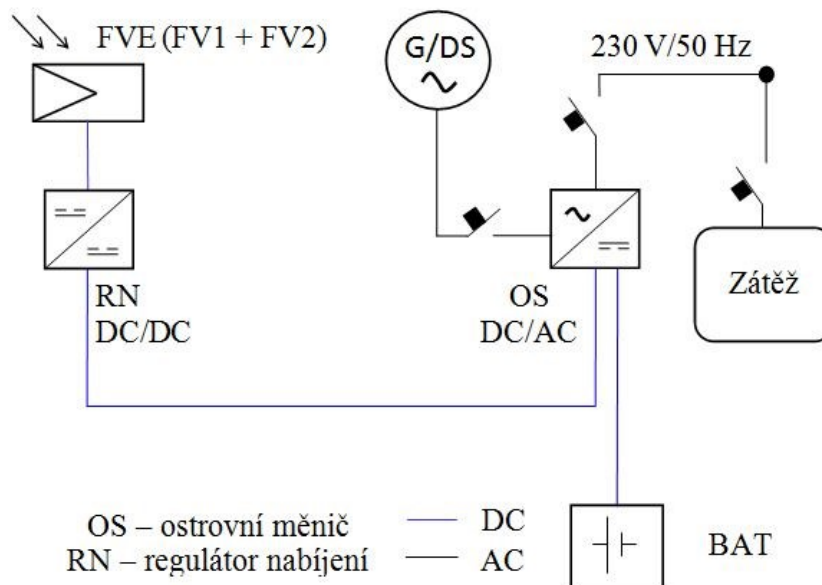 FVE (FV1 + FV2)
G/DS
230 V/50 Hz
RN
DC/DC
OS
DC/AC
Zátěž
OS – ostrovní měnič
RN – regulátor nabíjení
DC
AC
BAT